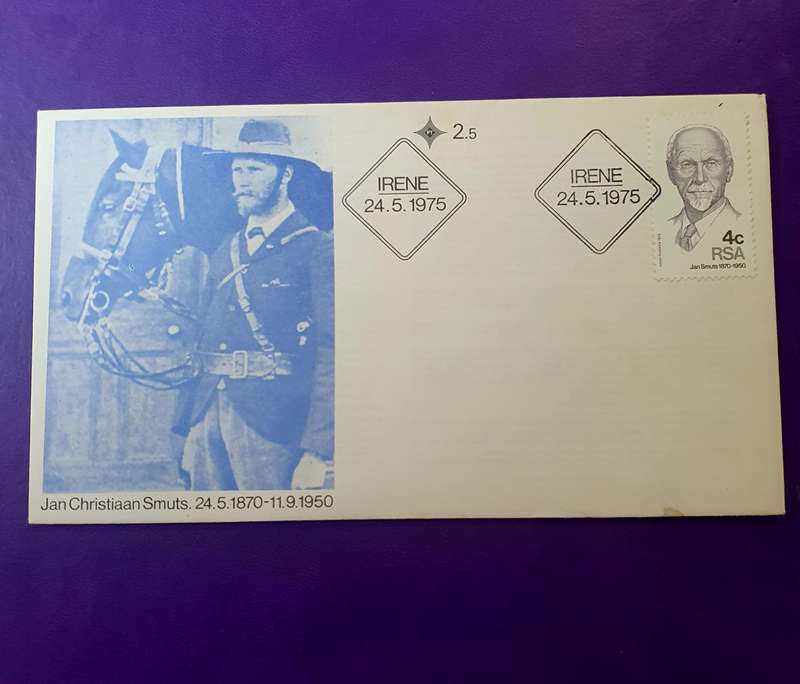 2.5
IRENE
24.5.1975
IRENE
24.5.1975
4c
RSA
Jan Smuts 1870-1950
Jan Christiaan Smuts. 24.5.1870-11.9.1950